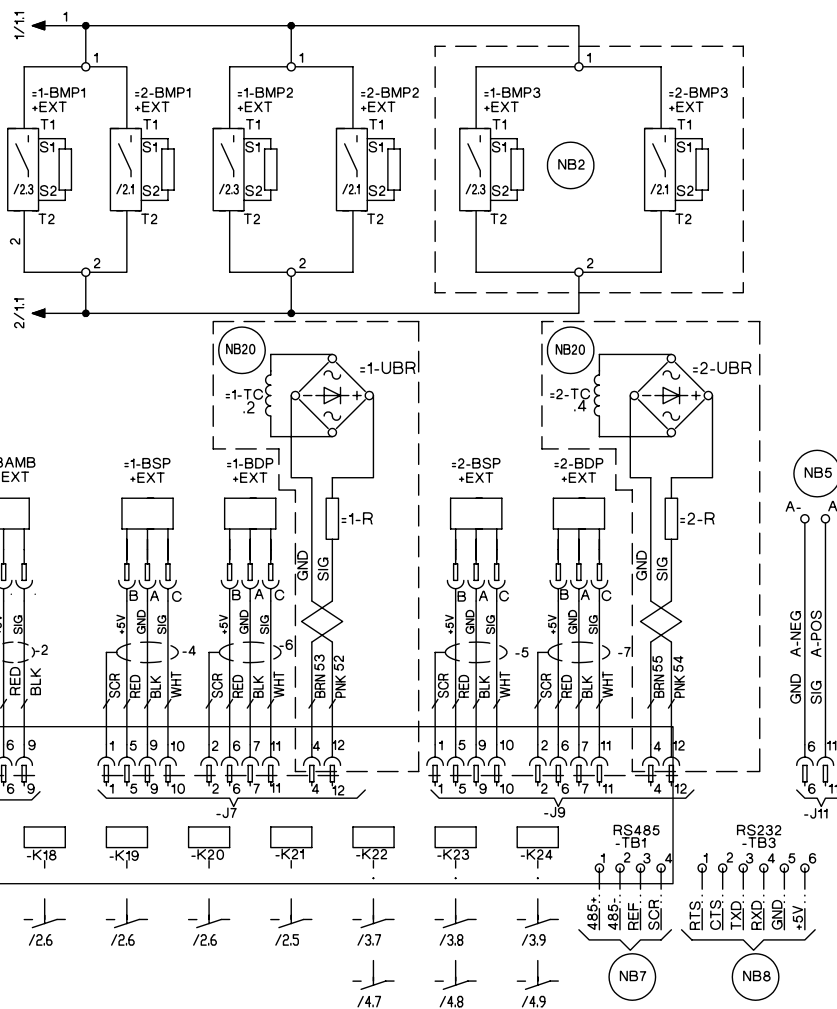 1/1.1 1
1 1 1
=1-BMP1 =2-BMP1 =1-BMP2 =2-BMP2 =1-BMP3 =2-BMP3
+EXT +EXT +EXT +EXT +EXT +EXT
T1 T1 T1 T1 T1 T1
S1 S1 S1 S1 S1 S1
NB2
/2.3 /2.1 /2.3 /2.1 /2.3 /2.1
S2 S2 S2 S2 S2 S2
T2 T2 T2 T2 T2 T2
2
2 2 2
2/1.1
NB20 NB20
=1-UBR =2-UBR
=1-TC =2-TC
.2 .4
- + - +
BAMB =1-BSP =1-BDP =2-BSP =2-BDP NB5
EXT +EXT +EXT +EXT +EXT
A- A
=1-R =2-R
GND SIG GND SIG
B A C B A C B A C B A C
SIG +5V GND SIG +5V GND SIG +5V GND SIG +5V GND SIG
A-NEG A-POS
-2 -4 -6 -5 -7
RED BLK SCR RED BLK WHT SCR RED BLK WHT BRN 53 PNK 52 SCR RED BLK WHT SCR RED BLK WHT BRN 55 PNK 54 GND SIG
6 9 1 5 9 10 2 6 7 11 4 12 1 5 9 10 2 6 7 11 4 12 6 11
6 9 1 5 9 10 2 6 7 11 4 12 1 5 9 10 2 6 7 11 4 12 6 11
-J7 -J9 -J11
RS485 RS232
-TB1 -TB3
-K18 -K19 -K20 -K21 -K22 -K23 -K24
1 2 3 4 1 2 3 4 5 6
485+ 485- REF SCR RTS CTS TXD RXD GND +5V
/2.6 /2.6 /2.6 /2.5 /3.7 /3.8 /3.9
NB7 NB8
/4.7 /4.8 /4.9